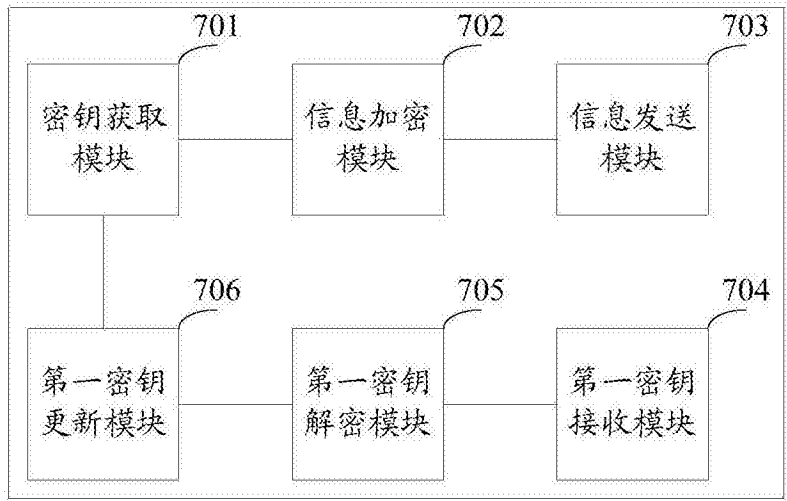 701
702
703
密钥获取
模块
信息加密
模块
信息发送
模块
706
705
704
第一密钥
更新模块
第一密钥
解密模块
第一密钥
接收模块